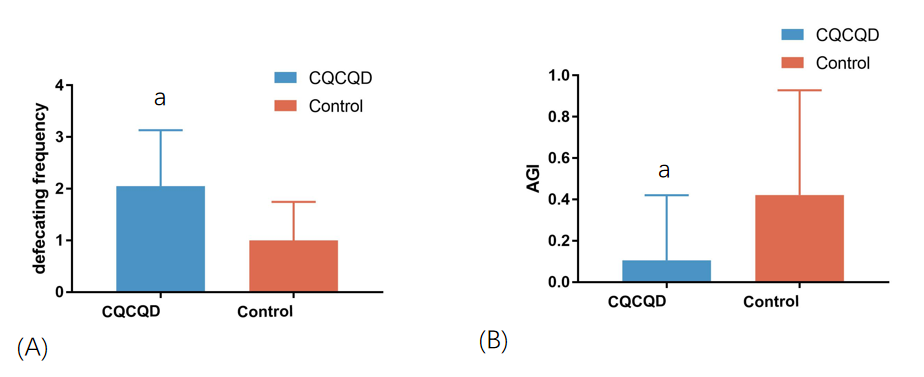 CQCQD
Control
a
4
3
2
1
0
defecating frequency
CQCQD
Control
(A)
CQCQD
Control
a
1.0
0.8
0.6
0.4
0.2
0.0
AGI
CQCQD
Control
(B)